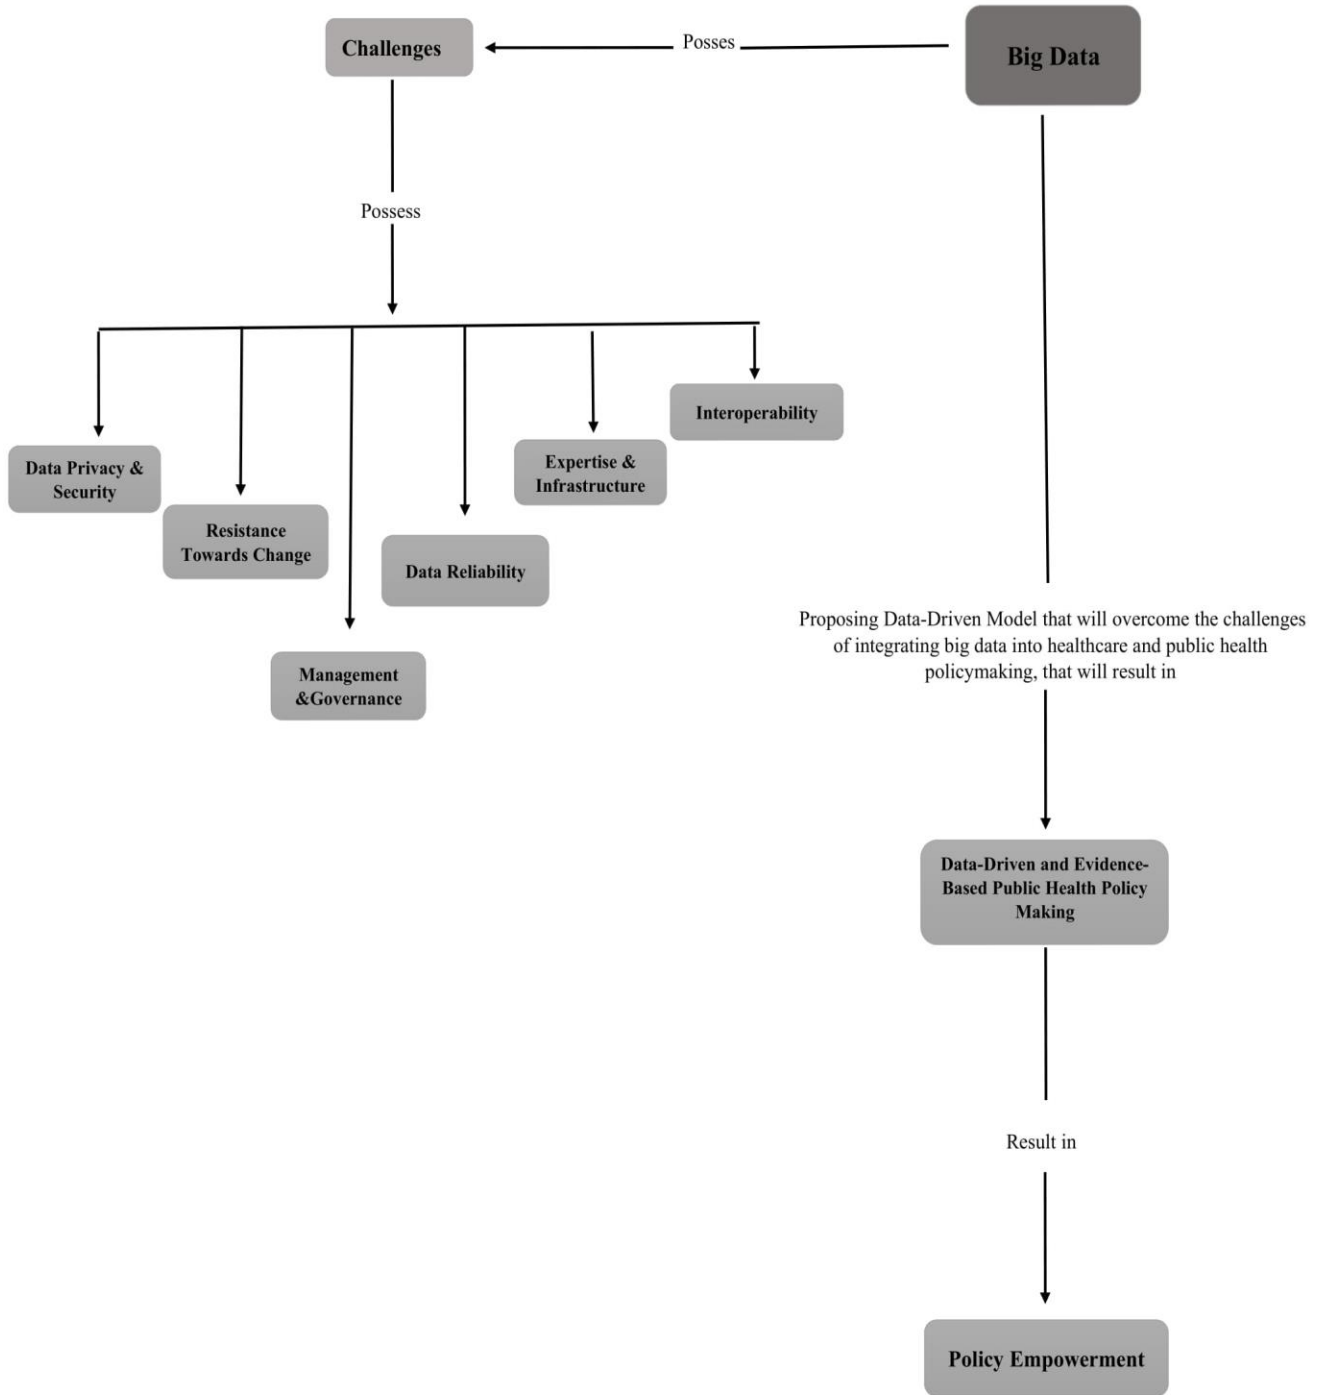 Challenges
Posses
Big Data
Possess
Interoperability
Data Privacy &
Security
Expertise &
Infrastructure
Resistance
Towards Change
Data Reliability
Management
&Governance
Proposing Data-Driven Model that will overcome the challenges
of integrating big data into healthcare and public health
policymaking, that will result in
Data-Driven and Evidence-
Based Public Health Policy
Making
Result in
Policy Empowerment